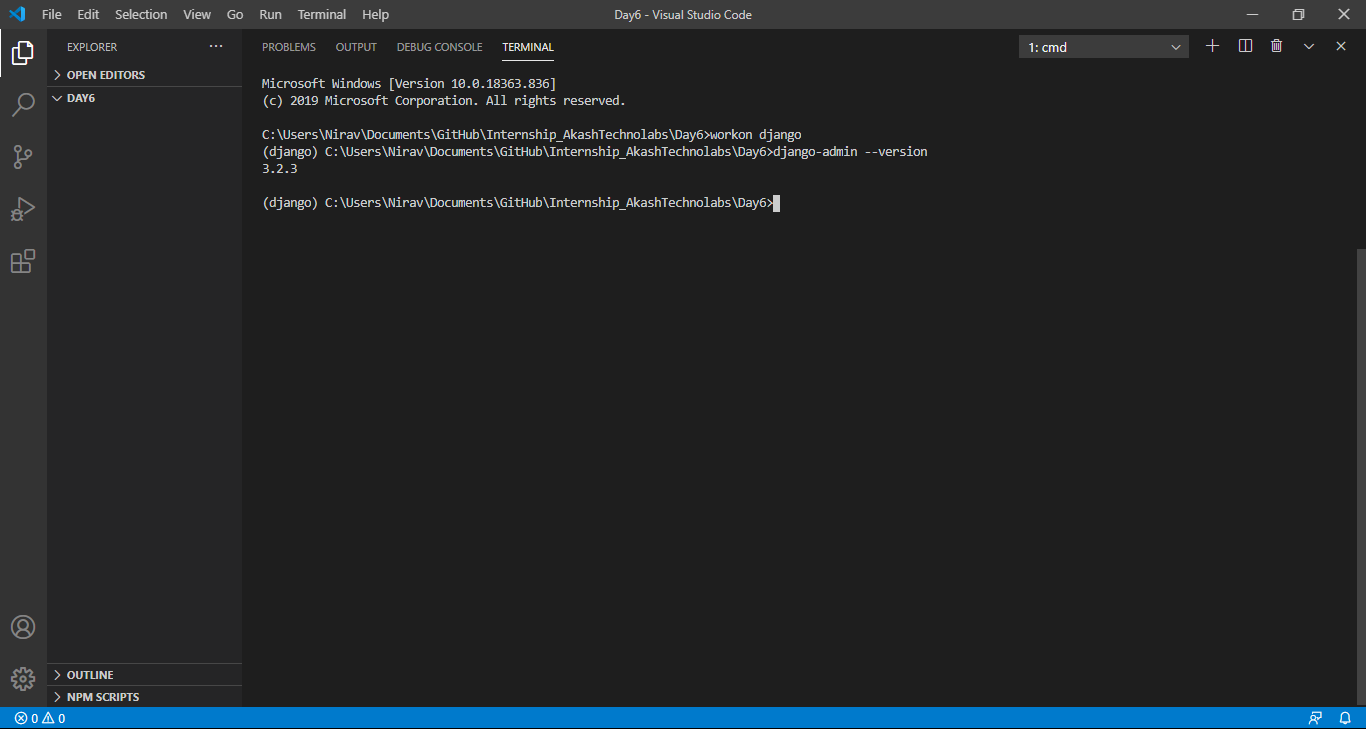 File Edit Selection View Go Run Terminal Help
Day6 - Visual Studio Code
EXPLORER
OPEN EDITORS
DAY6
OUTLINE
NPM SCRIPTS
PROBLEMS OUTPUT DEBUG CONSOLE TERMINAL
1: cmd
Microsoft Windows [Version 10.0.18363.836]
(c) 2019 Microsoft Corporation. All rights reserved.
C:\Users\Nirav\Documents\GitHub\Internship_AkashTechnolabs\Day6>workon django
(django) C:\Users\Nirav\Documents\GitHub\Internship_AkashTechnolabs\Day6>django-admin --version
3.2.3
(django) C:\Users\Nirav\Documents\GitHub\Internship_AkashTechnolabs\Day6>
0 0